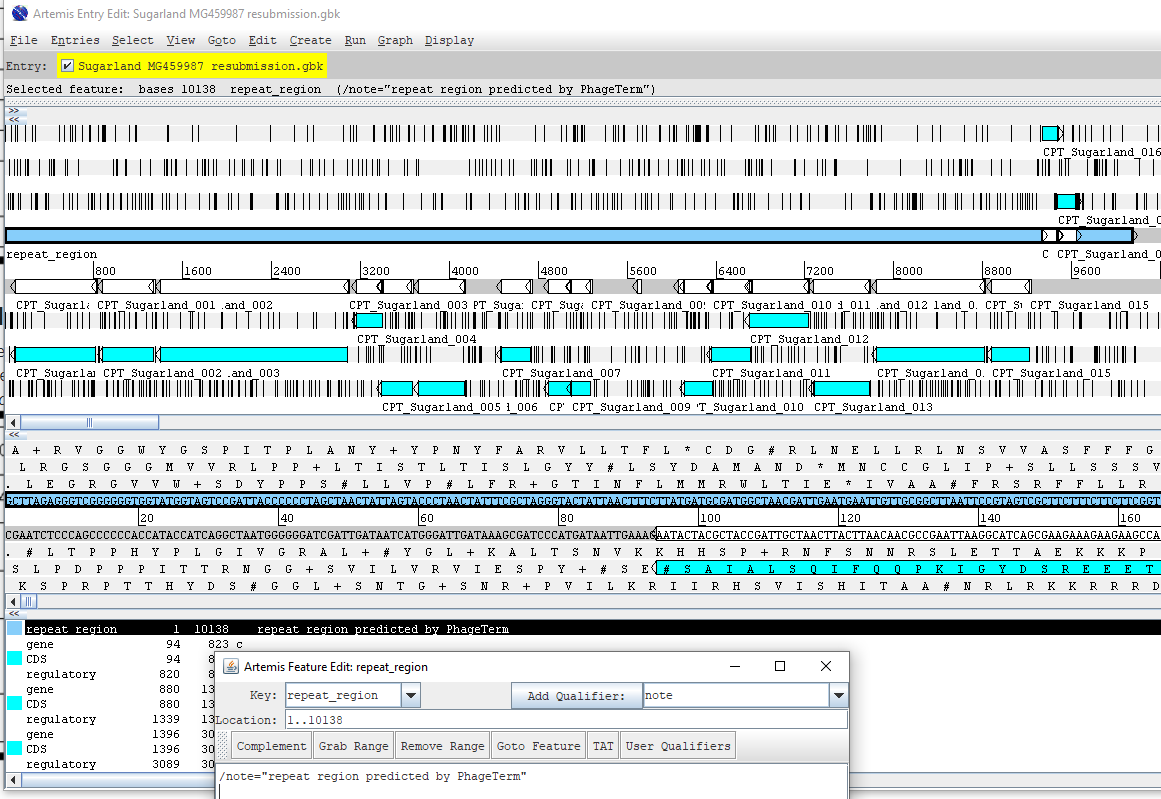 Artemis Entry Edit: Sugarland MG459987 resubmission.gbk
File Entries Select View Goto Edit Create Run Graph Display
Entry: Sugarland MG459987 resubmission.gbk
Selected feature: bases 10138 repeat_region (/note="repeat region predicted by PhageTerm")
>>
<<
CPT_Sugarland_016
CPT_Sugarland_0
repeat_region C CPT_Sugarland_0
800 1600 2400 3200 4000 4800 5600 6400 7200 8000 8800 9600
CPT_Sugarla CPT_Sugarland_001 .and_002 CPT_Sugarland_003 PT_Suga: CPT_Suga CPT_Sugarland_00 CPT_Sugarland_010 i_011 .and_012 land_0. CPT_S CPT_Sugarland_015
CPT_Sugarland_004 CPT_Sugarland_012
CPT_Sugarlan CPT_Sugarland_002 .and_003 CPT_Sugarland_007 CPT_Sugarland_011 CPT_Sugarland_0. CPT_Sugarland_015
CPT_Sugarland_005 i_006 CP CPT_Sugarland_009 'T_Sugarland_010 CPT_Sugarland_013
<<
A + R V G G W Y G S P I T P L A N Y + Y P N Y F A R V L L T F L * C D G # R L N E L L R L N S V V A S F F F G
L R G S G G G M V V R L P P + L T I S T L T I S L G Y Y # L S Y D A M A N D * M N C C G L I P + S L L S S S V
. L E G R G V V W + S D Y P P S # L L V P # L F R + G T I N F L M M R W L T I E * I V A A # F R S R F F L L R
GCTTAGAGGGTCGGGGGGTGGTATGGTAGTCCGATTACCCCCCTAGCTAACTATTAGTACCCTAACTATTTCGCTAGGGTACTATTAACTTTCTTATGATGCGATGGCTAACGATTGAATGAATTGTTGCGGCTTAATTCCGTAGTCGCTTCTTTCTTCTTCGGT
20 40 60 80 100 120 140 160
CGAATCTCCCAGCCCCCCACCATACCATCAGGCTAATGGGGGGATCGATTGATAATCATGGGATTGATAAAGCGATCCCATGATAATTGAAAGAATACTACGCTACCGATTGCTAACTTACTTAACAACGCCGAATTAAGGCATCAGCGAAGAAAGAAGAAGCCA
. # L T P P H Y P L G I V G R A L + # Y G L + K A L T S N V K K H H S P + R N F S N N R S L E T T A E K K K P
S L P D P P P I T T R N G G + S V I L V R V I E S P Y + # S E # S A I A L S Q I F Q Q P K I G Y D S R E E E T
K S P R P T T H Y D S # G G L + S N T G + S N R + P V I L K R I I R H S V I S H I T A A # N R L R K K R R R D
<<
repeat region 1 10138 repeat region predicted by PhageTerm
gene 94 823 c
CDS 94 8
regulatory 820 8
gene 880 13
CDS 880 13
regulatory 1339 13
gene 1396 30
CDS 1396 30
regulatory 3089 30
Artemis Feature Edit: repeat_region
Key: repeat_region Add Qualifier: note
Location: 1..10138
Complement Grab Range Remove Range Goto Feature TAT User Qualifiers
/note="repeat region predicted by PhageTerm"